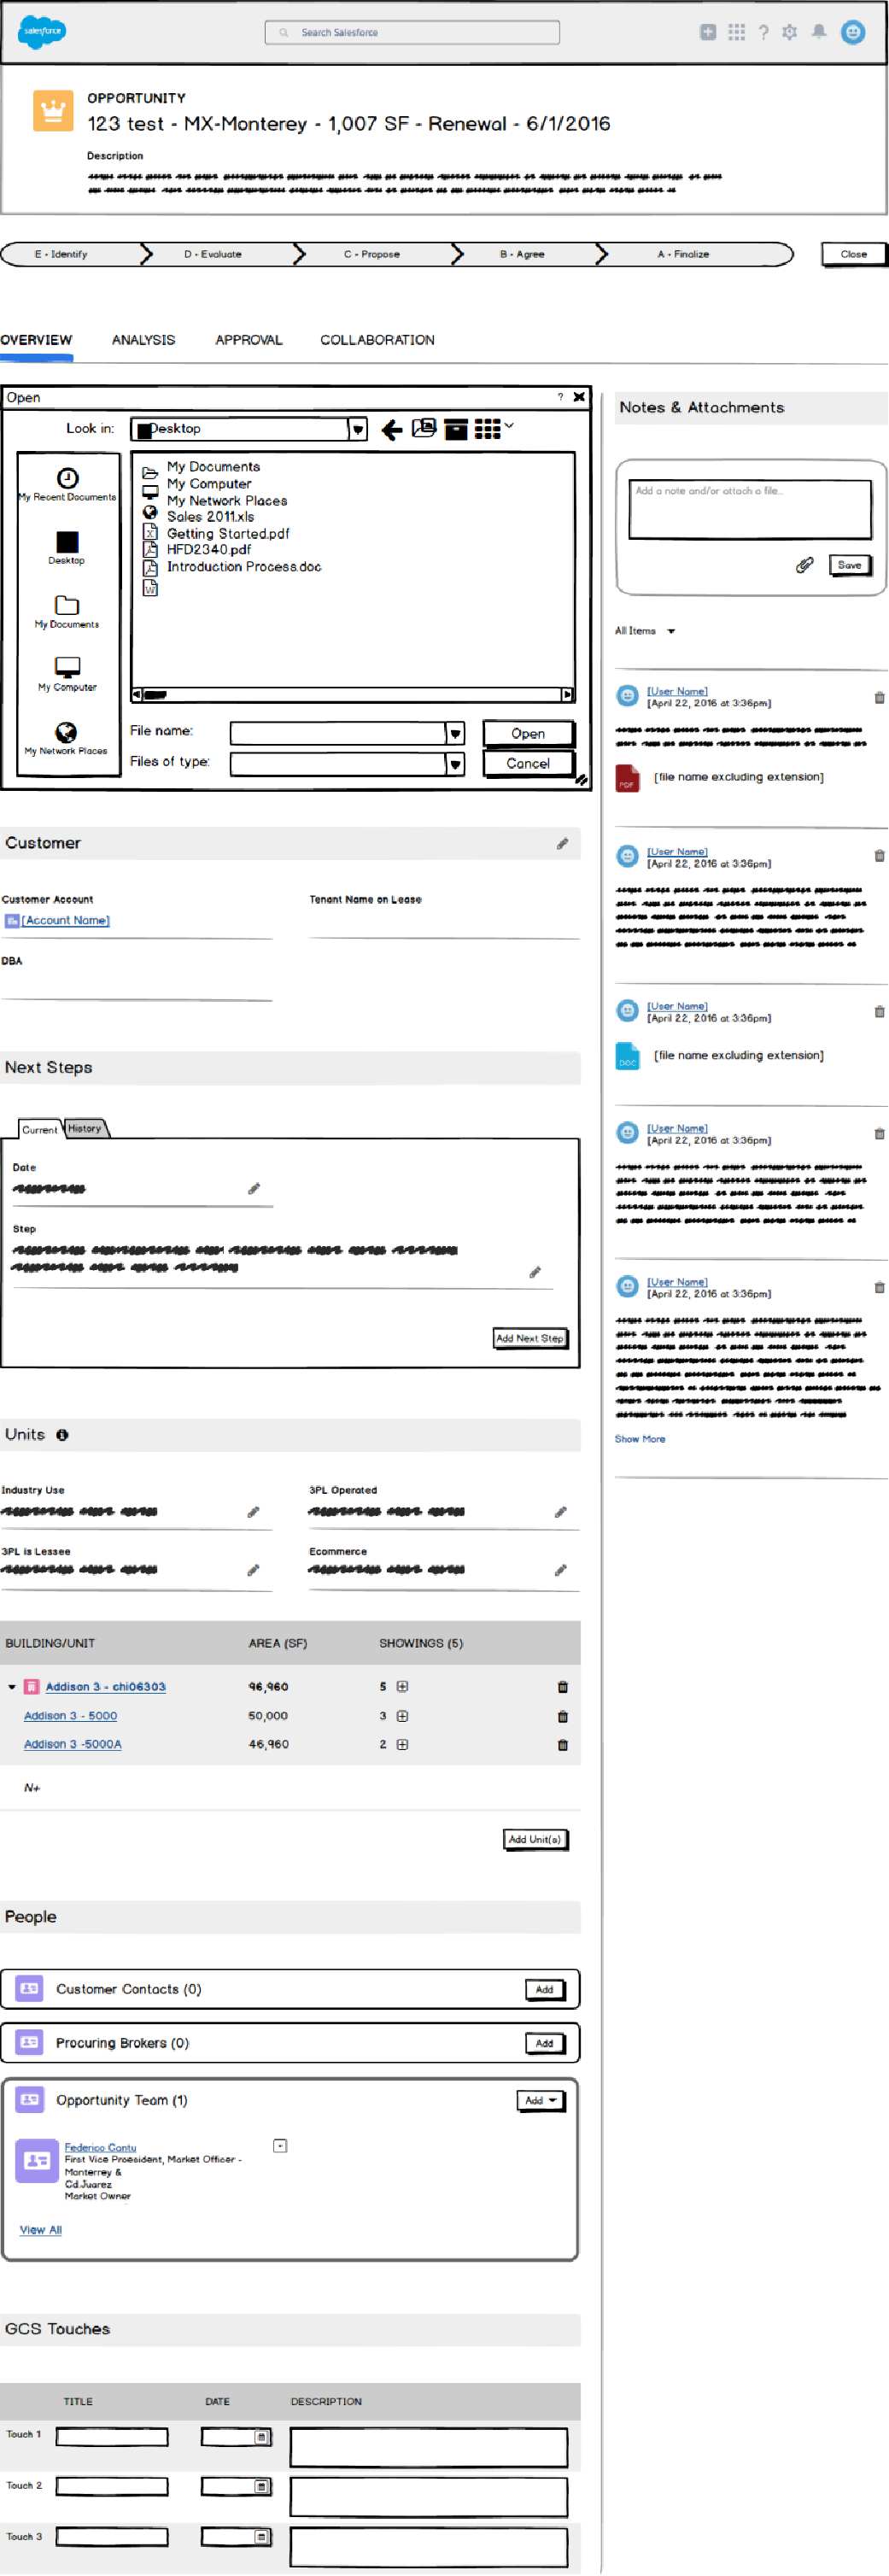 salesforce
Search Salesforce
OPPORTUNITY
123 test - MX-Monterey - 1,007 SF - Renewal - 6/1/2016
Description
E - Identify
D - Evaluate
C - Propose
B - Agree
A - Finalize
Close
OVERVIEW
ANALYSIS
APPROVAL
COLLABORATION
Open
?
Look in:
Desktop
My Recent Documents
Desktop
My Documents
My Computer
My Network Places
My Documents
My Computer
My Network Places
Sales 2011.xls
Getting Started.pdf
HFD2340.pdf
Introduction Process.doc
File name:
Open
Files of type:
Cancel
Customer
Customer Account
Tenant Name on Lease
[Account Name]
DBA
Next Steps
Current
History
Date
Step
Add Next Step
Units
Industry Use
3PL Operated
3PL is Lessee
Ecommerce
BUILDING/UNIT AREA (SF) SHOWINGS (5)
Addison 3 - chi06303 96,960 5
Addison 3 - 5000 50,000 3
Addison 3 -5000A 46,960 2
N+
Add Unit(s)
People
Customer Contacts (0)
Add
Procuring Brokers (0)
Add
Opportunity Team (1)
Add
Federico Cantu
First Vice Proesident, Market Officer -
Monterrey &
Cd.Juarez
Market Owner
View All
GCS Touches
TITLE DATE DESCRIPTION
Touch 1
Touch 2
Touch 3
Notes & Attachments
Add a note and/or attach a file...
Save
All Items
[User Name]
[April 22, 2016 at 3:36pm]
PDF
[file name excluding extension]
[User Name]
[April 22, 2016 at 3:36pm]
[User Name]
[April 22, 2016 at 3:36pm]
DOC
[file name excluding extension]
[User Name]
[April 22, 2016 at 3:36pm]
[User Name]
[April 22, 2016 at 3:36pm]
Show More